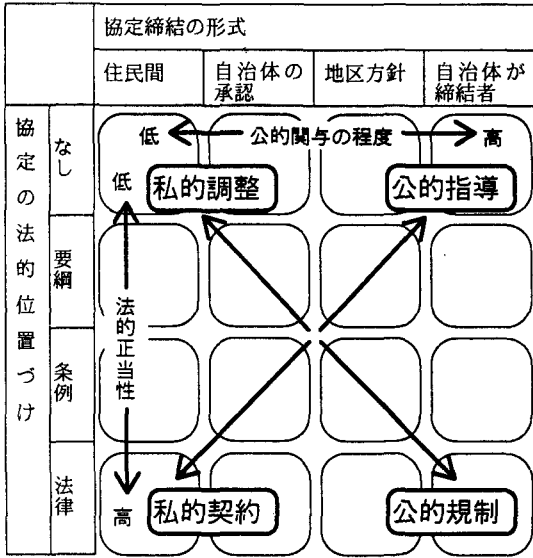 協定締結の形式
住民間
自治体の
承認
地区方針
自治体が
締結者
協定の法的位置づけ
なし
要綱
条例
法律
低
公的関与の程度
高
低
私的調整
公的指導
法的正当性
高
私的契約
公的規制